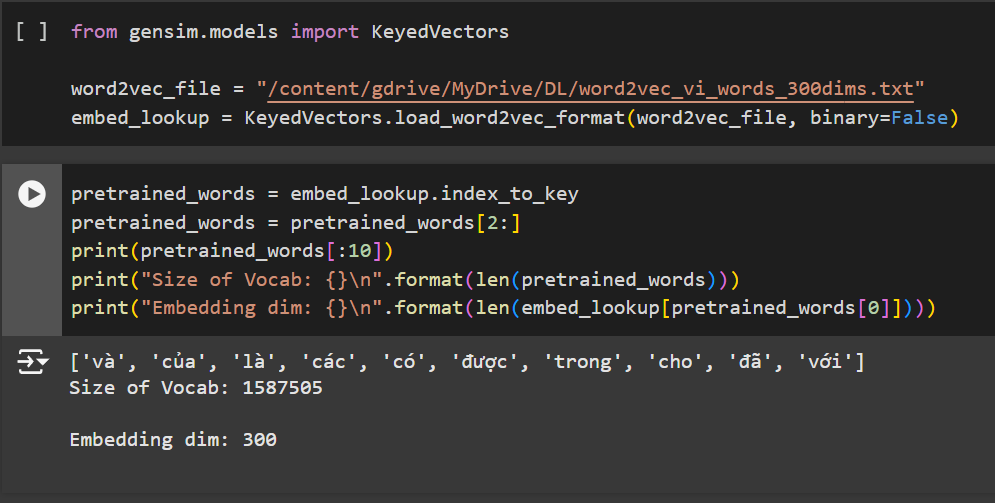 [ ] from gensim.models import KeyedVectors
word2vec_file = "/content/gdrive/MyDrive/DL/word2vec_vi_words_300dims.txt"
embed_lookup = KeyedVectors.load_word2vec_format(word2vec_file, binary=False)
pretrained_words = embed_lookup.index_to_key
pretrained_words = pretrained_words[2:]
print(pretrained_words[:10])
print("Size of Vocab: {}\n".format(len(pretrained_words)))
print("Embedding dim: {}\n".format(len(embed_lookup[pretrained_words[0]])))
['và', 'của', 'là', 'các', 'có', 'được', 'trong', 'cho', 'đã', 'với']
Size of Vocab: 1587505
Embedding dim: 300